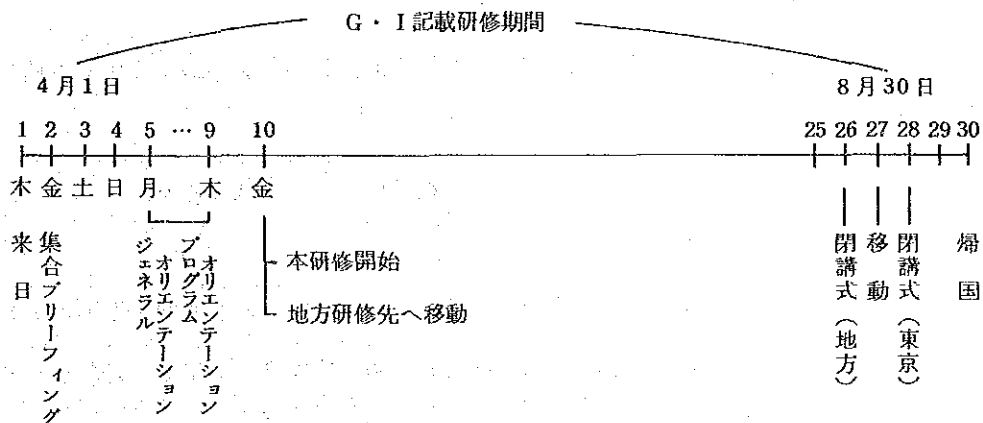 G・I記載研修期間
4月1日
8月30日
1 2 3 4 5 … 9 10 25 26 27 28 29 30
木 金 土 日 月 木 金
来日
集合ブリーフィング
ジェネラル
オリエンテーション
プログラム
オリエンテーション
本研修開始
地方研修先へ移動
閉講式(地方)
移動
閉講式(東京)
帰国